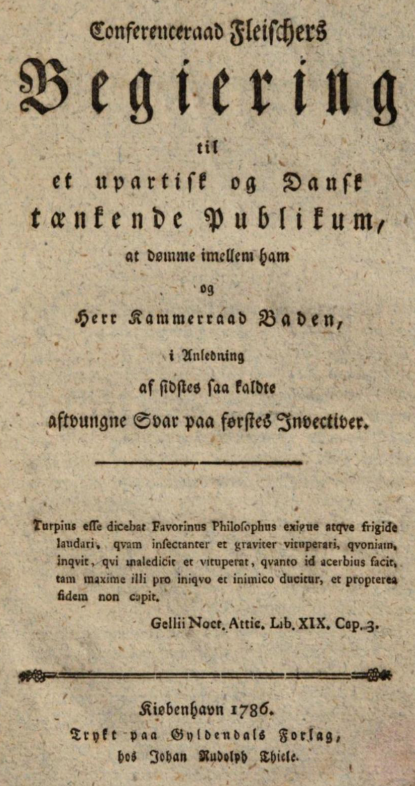 Conferenceraad Fleischers
Begiering
til
et upartisk og Dansk
tænkende Publikum,
at dømme imellem ham
og
Herr Kammerraad Baden,
i Anledning
af sidstes saa kaldte
aftvungne Svar paa førstes Invectiver.
Turpius esse dicebat Favorinus Philosophus exigue atqve frigide
laudari, qvam insectanter et graviter vituperari, qvoniam,
inqvit, qvi maledicit et vituperat, qvanto id acerbius facit,
tam maxime illi pro iniqvo et inimico ducitur, et propterea
fidem non capit.
Gellii Noct. Attic. Lib. XIX. Cap. 3.
Kiøbenhavn 1786.
Trykt paa Gyldendals Forlag,
hos Johan Rudolph Thiele.